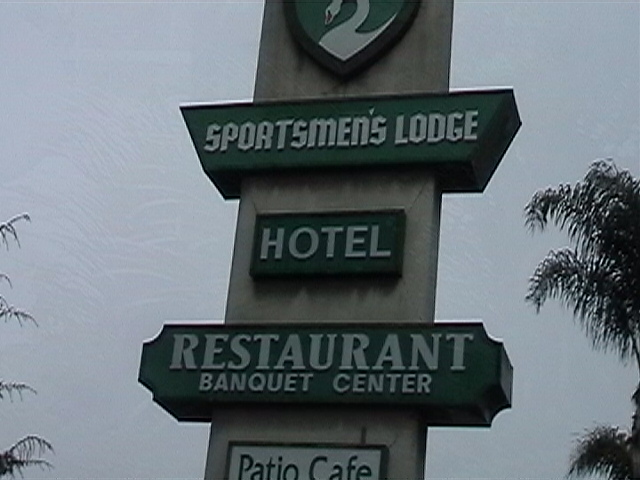 SPORTSMEN'S LODGE
HOTEL
RESTAURANT
BANQUET CENTER
Patio Cafe